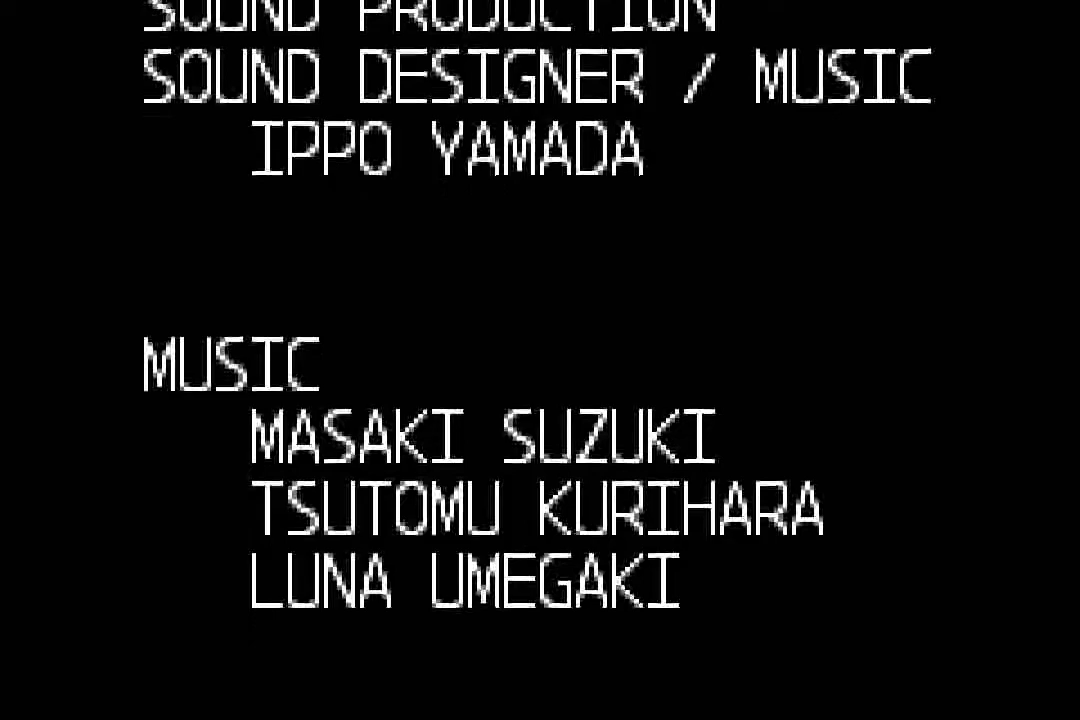 SOUND PRODUCTION
SOUND DESIGNER / MUSIC
IPPO YAMADA
MUSIC
MASAKI SUZUKI
TSUTOMU KURIHARA
LUNA UMEGAKI